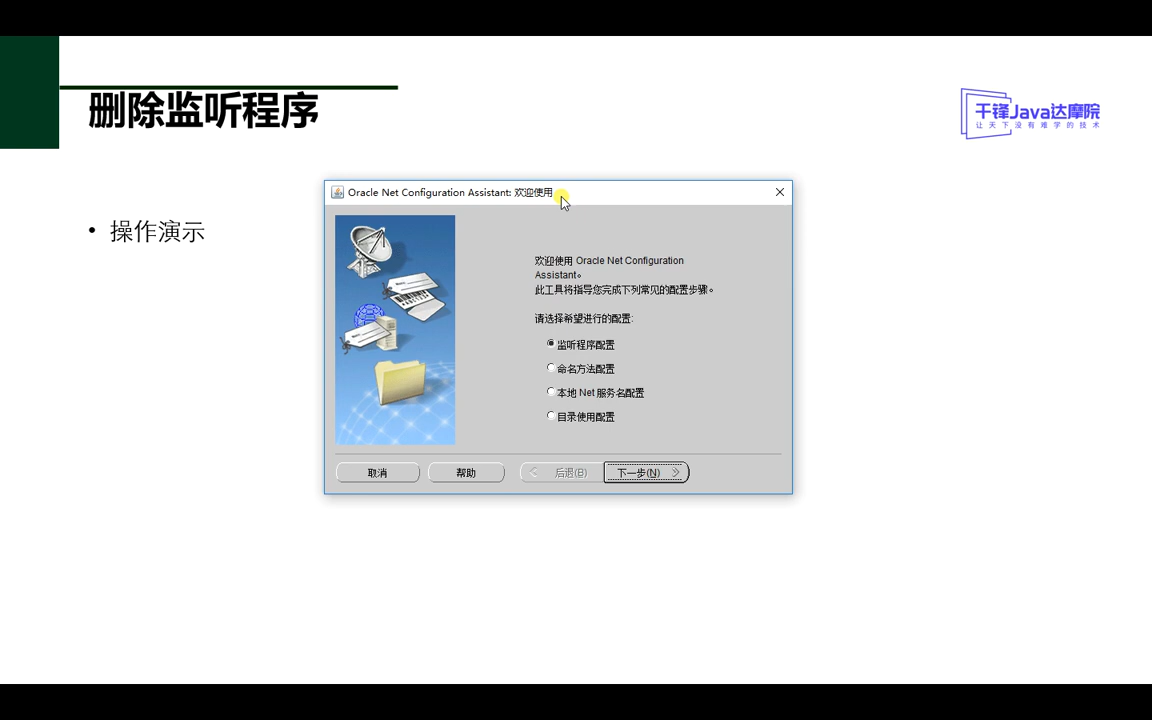 删除监听程序
千锋Java达摩院
让天下没有难学的技术
• 操作演示
Oracle Net Configuration Assistant: 欢迎使用
欢迎使用 Oracle Net Configuration
Assistant。
此工具将指导您完成下列常见的配置步骤。
请选择希望进行的配置:
监听程序配置
命名方法配置
本地 Net 服务名配置
目录使用配置
取消
帮助
后退(B)
下一步(N)